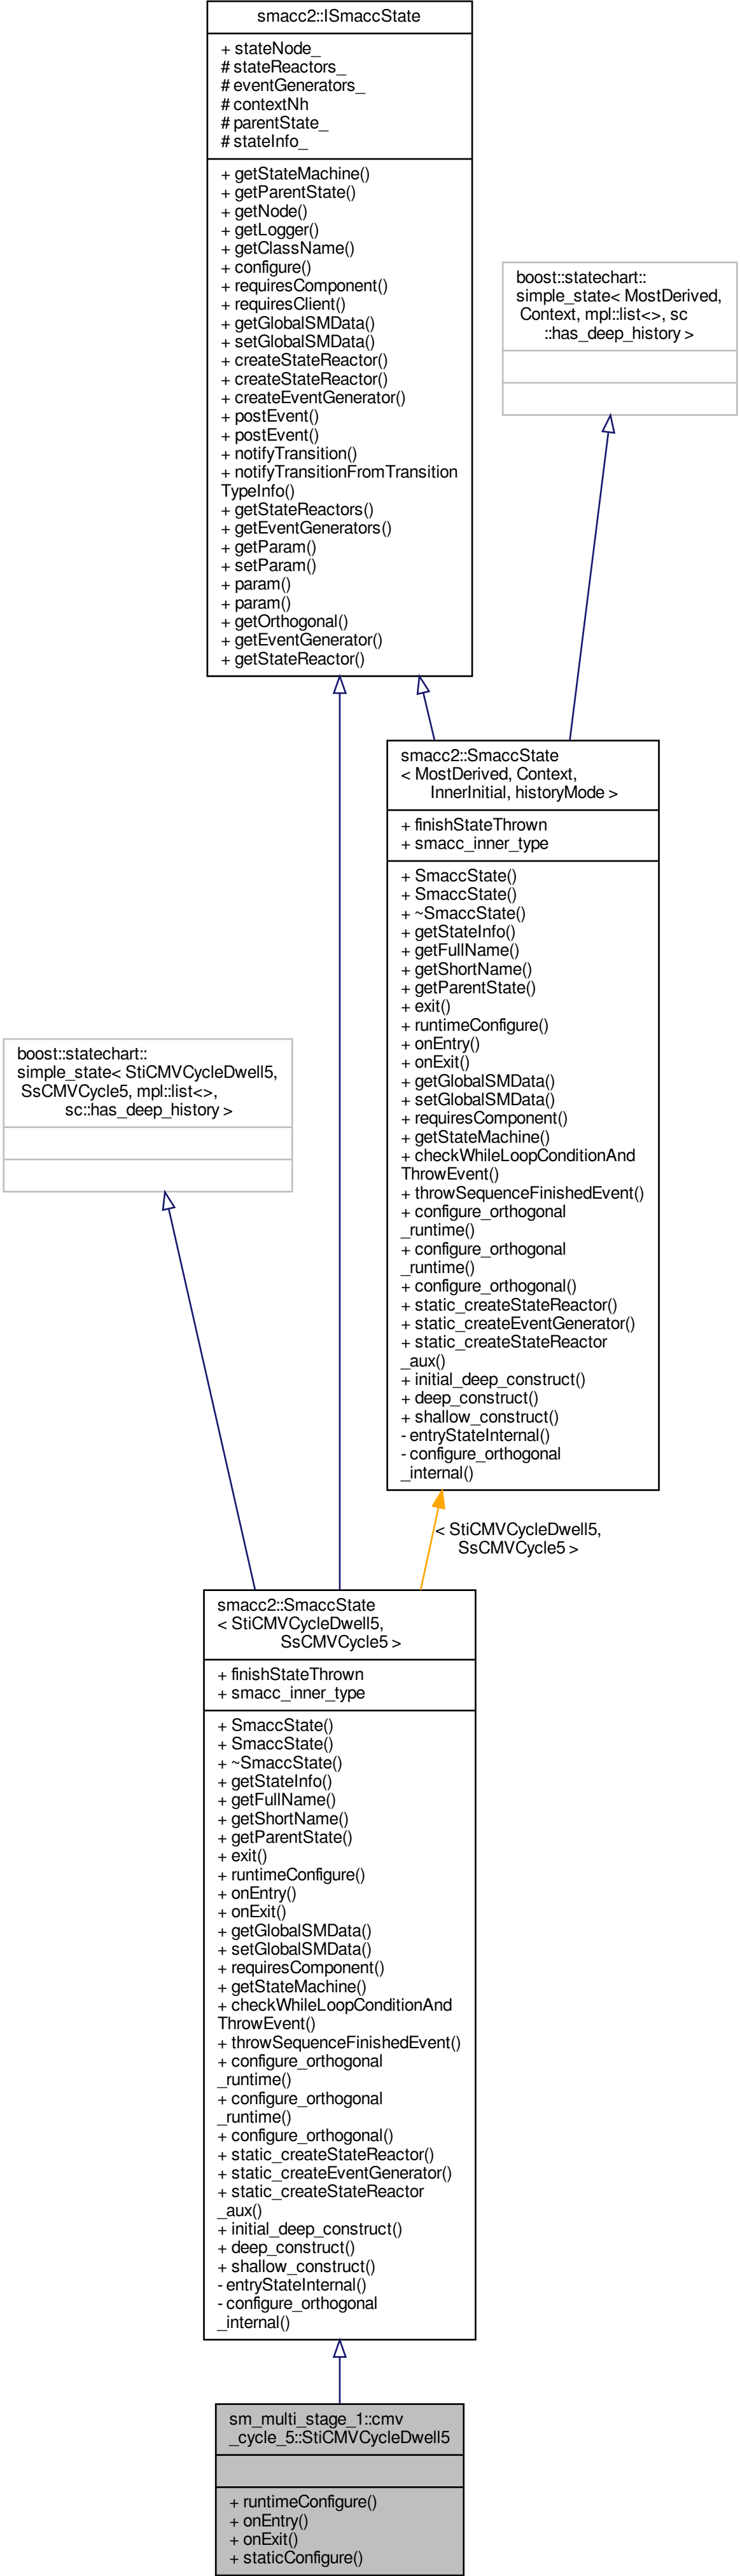 smacc2::ISmaccState
+ stateNode_
# stateReactors_
# eventGenerators_
# contextNh
# parentState_
# stateInfo_
+ getStateMachine()
+ getParentState()
+ getNode()
+ getLogger()
+ getClassName()
+ configure()
+ requiresComponent()
+ requiresClient()
+ getGlobalSMData()
+ setGlobalSMData()
+ createStateReactor()
+ createStateReactor()
+ createEventGenerator()
+ postEvent()
+ postEvent()
+ notifyTransition()
+ notifyTransitionFromTransition
TypeInfo()
+ getStateReactors()
+ getEventGenerators()
+ getParam()
+ setParam()
+ param()
+ param()
+ getOrthogonal()
+ getEventGenerator()
+ getStateReactor()
boost::statechart::
simple_state< MostDerived,
Context, mpl::list<>, sc
::has_deep_history >
smacc2::SmaccState
< MostDerived, Context,
InnerInitial, historyMode >
+ finishStateThrown
+ smacc_inner_type
+ SmaccState()
+ SmaccState()
+ ~SmaccState()
+ getStateInfo()
+ getFullName()
+ getShortName()
+ getParentState()
+ exit()
+ runtimeConfigure()
+ onEntry()
+ onExit()
+ getGlobalSMData()
+ setGlobalSMData()
+ requiresComponent()
+ getStateMachine()
+ checkWhileLoopConditionAnd
ThrowEvent()
+ throwSequenceFinishedEvent()
+ configure_orthogonal
_runtime()
+ configure_orthogonal
_runtime()
+ configure_orthogonal()
+ static_createStateReactor()
+ static_createEventGenerator()
+ static_createStateReactor
_aux()
+ initial_deep_construct()
+ deep_construct()
+ shallow_construct()
- entryStateInternal()
- configure_orthogonal
_internal()
boost::statechart::
simple_state< StiCMVCycleDwell5,
SsCMVCycle5, mpl::list<>,
sc::has_deep_history >
< StiCMVCycleDwell5,
SsCMVCycle5 >
smacc2::SmaccState
< StiCMVCycleDwell5,
SsCMVCycle5 >
+ finishStateThrown
+ smacc_inner_type
+ SmaccState()
+ SmaccState()
+ ~SmaccState()
+ getStateInfo()
+ getFullName()
+ getShortName()
+ getParentState()
+ exit()
+ runtimeConfigure()
+ onEntry()
+ onExit()
+ getGlobalSMData()
+ setGlobalSMData()
+ requiresComponent()
+ getStateMachine()
+ checkWhileLoopConditionAnd
ThrowEvent()
+ throwSequenceFinishedEvent()
+ configure_orthogonal
_runtime()
+ configure_orthogonal
_runtime()
+ configure_orthogonal()
+ static_createStateReactor()
+ static_createEventGenerator()
+ static_createStateReactor
_aux()
+ initial_deep_construct()
+ deep_construct()
+ shallow_construct()
- entryStateInternal()
- configure_orthogonal
_internal()
sm_multi_stage_1::cmv
_cycle_5::StiCMVCycleDwell5
+ runtimeConfigure()
+ onEntry()
+ onExit()
+ staticConfigure()